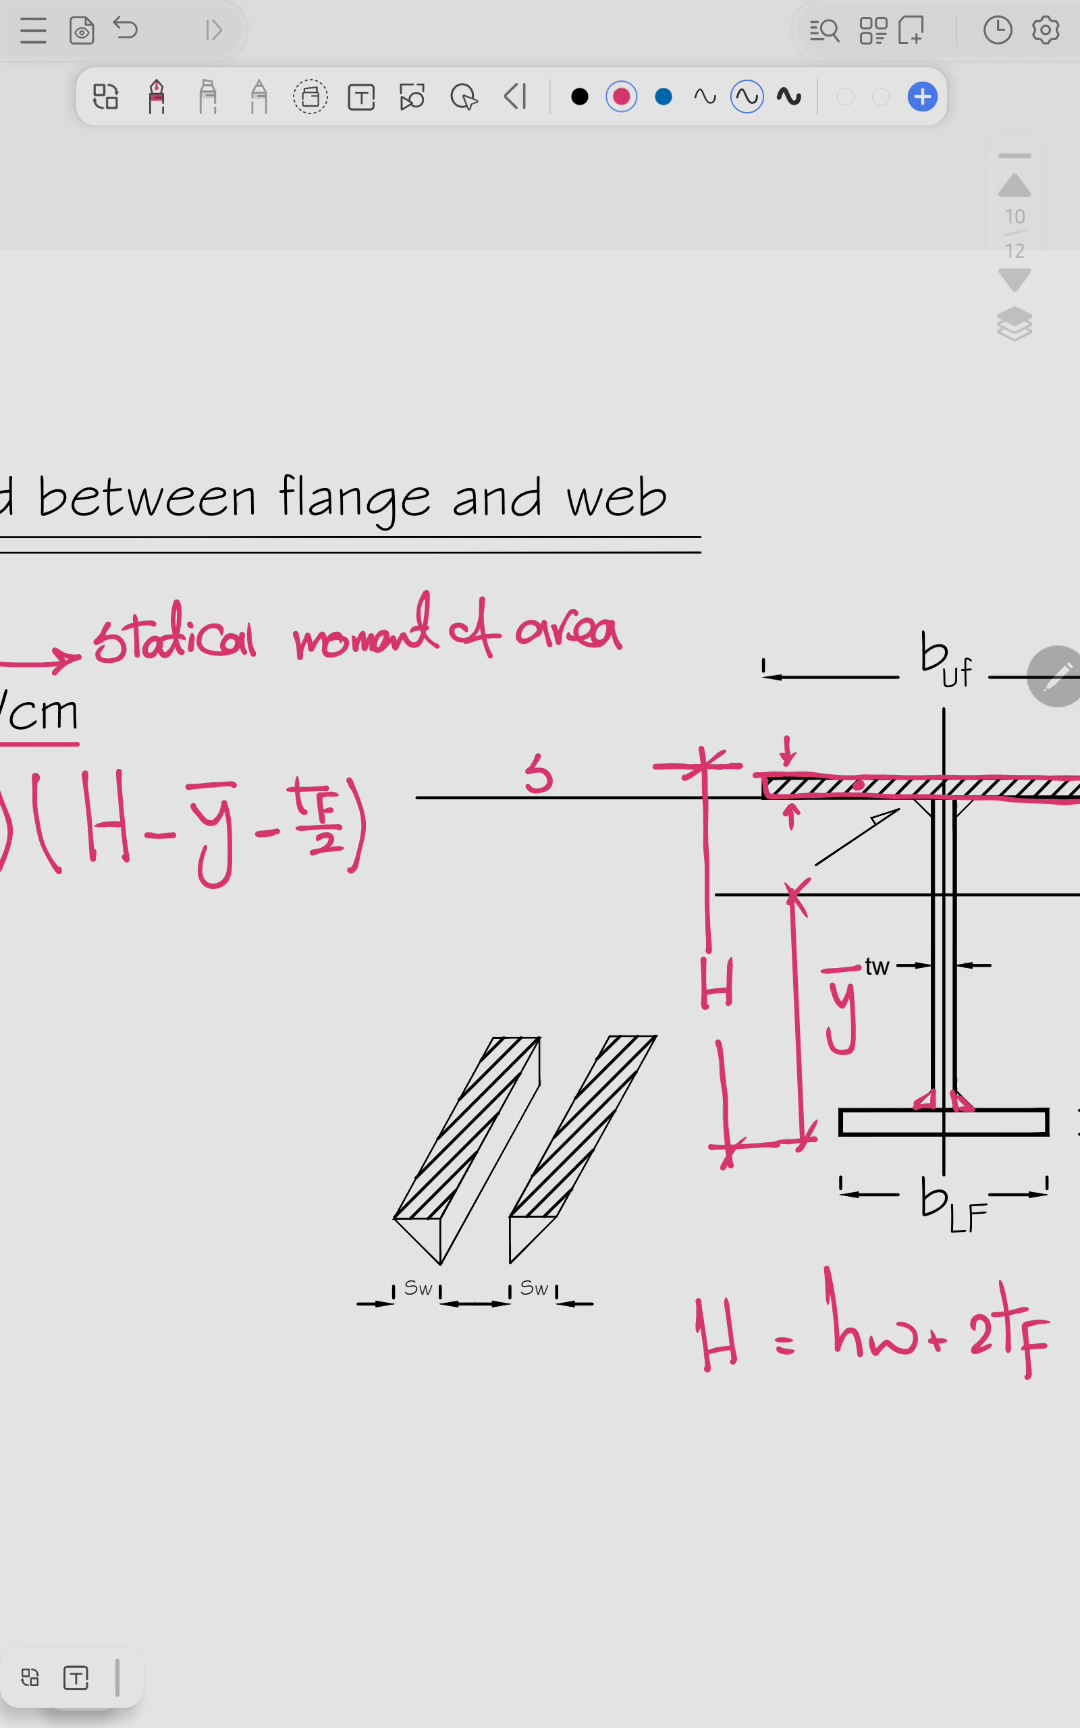 10
12
d between flange and web
statical moment of area
/cm
)(H - y̅ - tF/2)
S
buf
tw
H
y̅
bLF
Sw
Sw
H = hw + 2tF